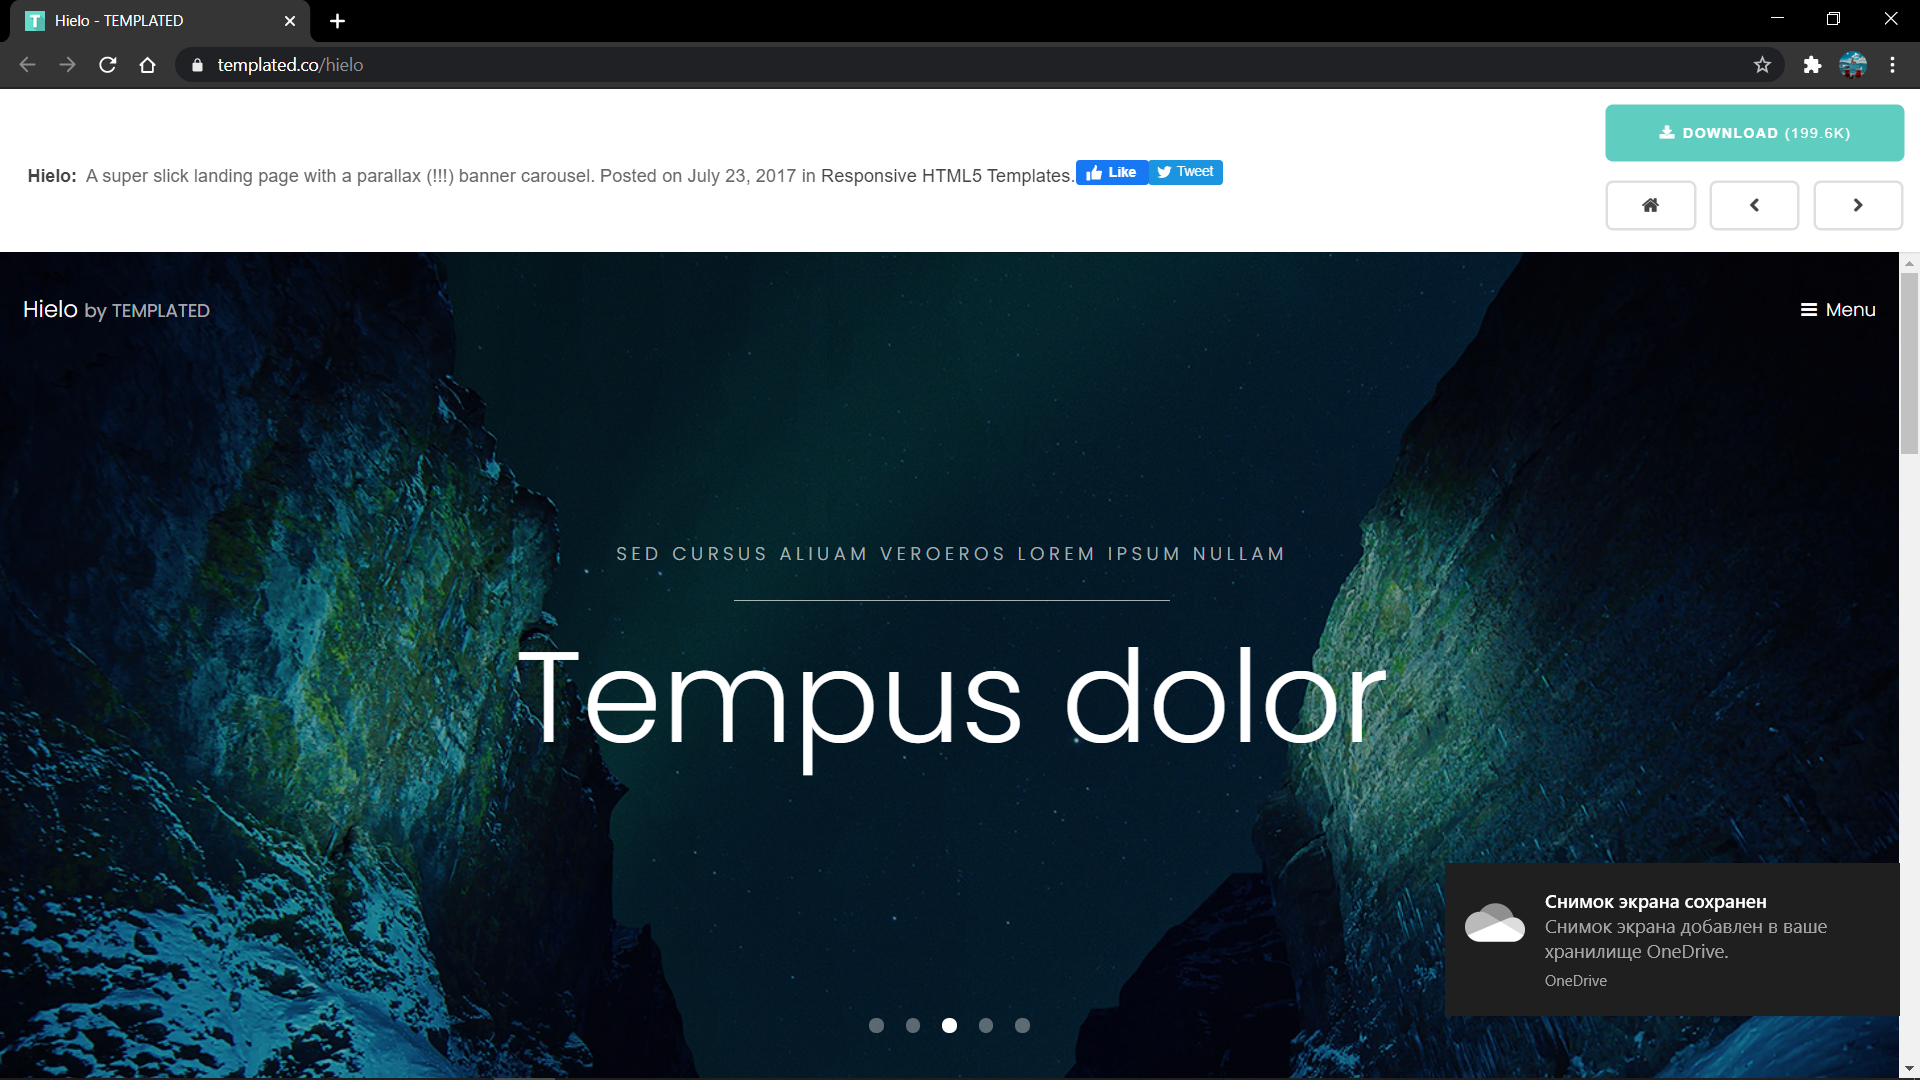 Hielo - TEMPLATED
templated.co/hielo
DOWNLOAD (199.6K)
Hielo: A super slick landing page with a parallax (!!!) banner carousel. Posted on July 23, 2017 in Responsive HTML5 Templates. Like Tweet
Hielo by TEMPLATED
Menu
SED CURSUS ALIUAM VEROEROS LOREM IPSUM NULLAM
Tempus dolor
Снимок экрана сохранен
Снимок экрана добавлен в ваше
хранилище OneDrive.
OneDrive